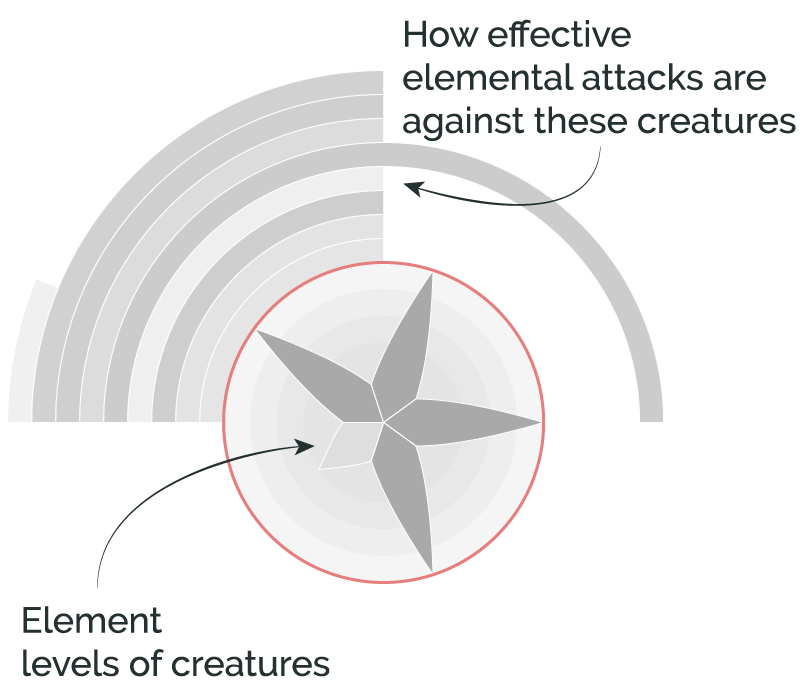 How effective
elemental attacks are
against these creatures
Element
levels of creatures